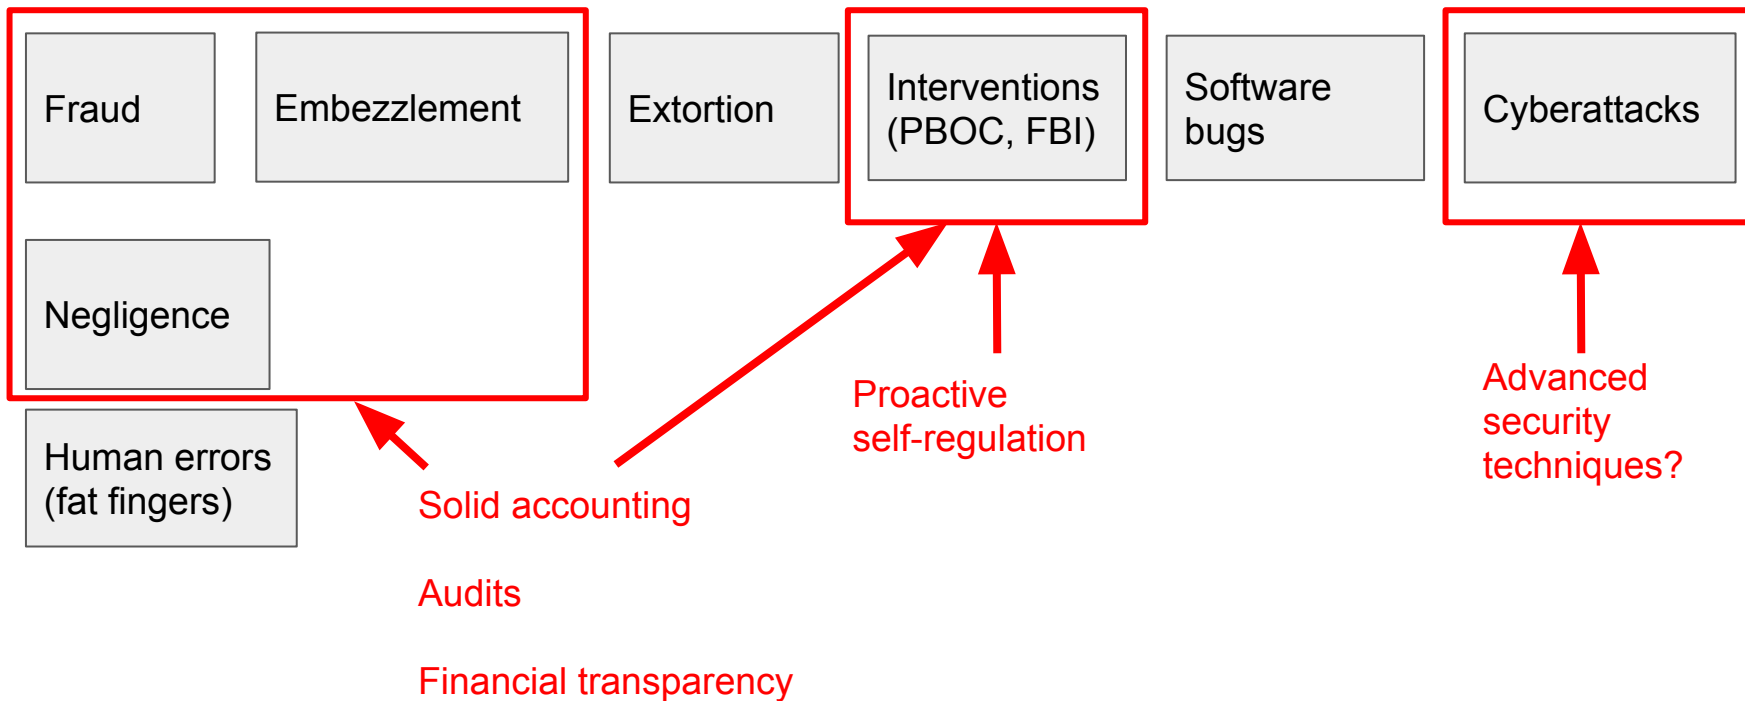 Fraud
Embezzlement
Extortion
Interventions
(PBOC, FBI)
Software
bugs
Cyberattacks
Negligence
Human errors
(fat fingers)
Proactive
self-regulation
Advanced
security
techniques?
Solid accounting
Audits
Financial transparency